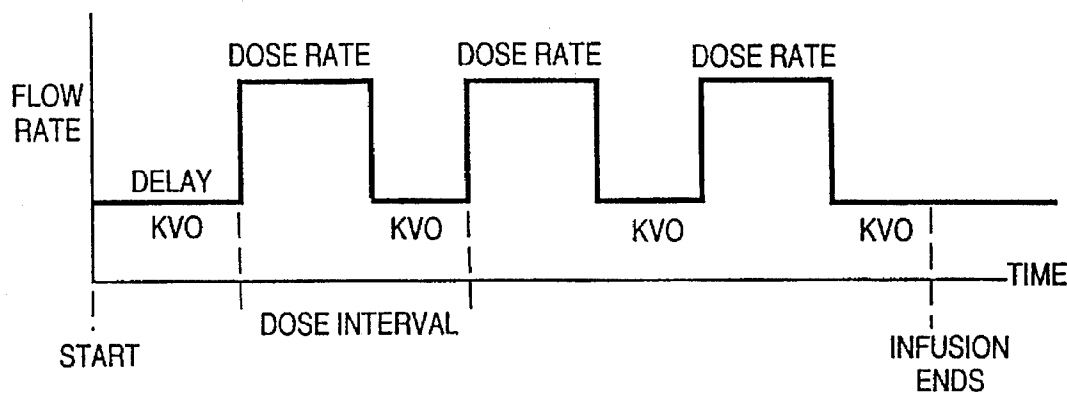 DOSE RATE DOSE RATE DOSE RATE
FLOW
RATE
DELAY
KVO KVO KVO KVO
TIME
DOSE INTERVAL
START
INFUSION
ENDS